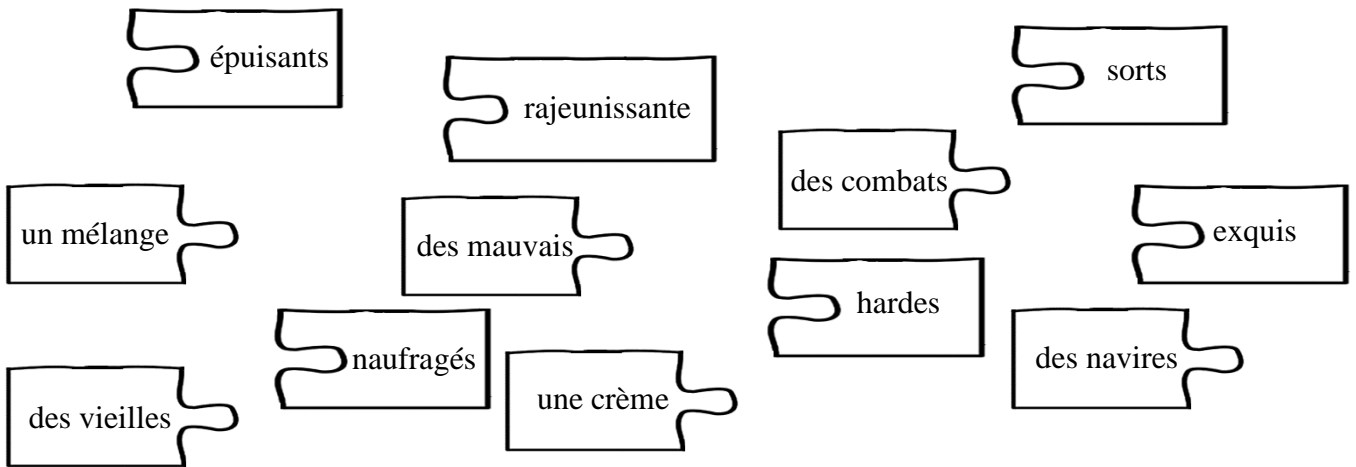 épuisants
sorts
rajeunissante
des combats
un mélange
des mauvais
exquis
hardes
naufragés
des navires
des vieilles
une crème